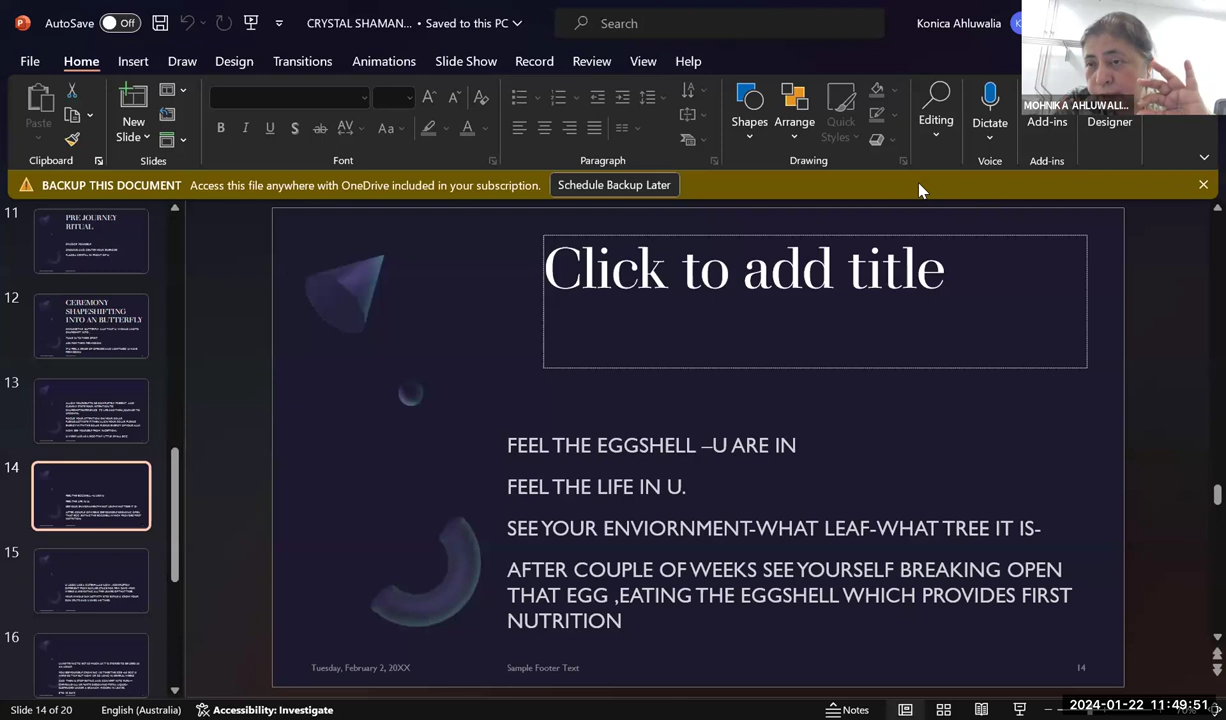 AutoSave Off CRYSTAL SHAMAN... • Saved to this PC Search Konica Ahluwalia
File Home Insert Draw Design Transitions Animations Slide Show Record Review View Help
MOHNIKA AHLUWALI...
Paste New Slide Shapes Arrange Quick Styles Editing Dictate Add-ins Designer
Clipboard Slides Font Paragraph Drawing Voice Add-ins
BACKUP THIS DOCUMENT Access this file anywhere with OneDrive included in your subscription. Schedule Backup Later
11
PRE JOURNEY
RITUAL
12
CEREMONY
SHAPESHIFTING
INTO AN BUTTERFLY
13
14
15
16
Click to add title
FEEL THE EGGSHELL –U ARE IN
FEEL THE LIFE IN U.
SEE YOUR ENVIORNMENT-WHAT LEAF-WHAT TREE IT IS-
AFTER COUPLE OF WEEKS SEE YOURSELF BREAKING OPEN
THAT EGG ,EATING THE EGGSHELL WHICH PROVIDES FIRST
NUTRITION
Tuesday, February 2, 20XX Sample Footer Text 14
Slide 14 of 20 English (Australia) Accessibility: Investigate Notes
2024-01-22 11:49:51